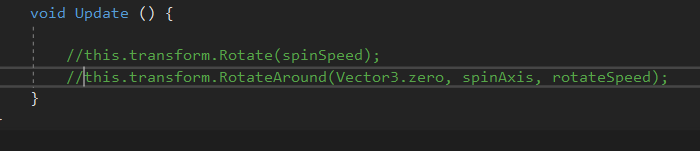 void Update () {
//this.transform.Rotate(spinSpeed);
//this.transform.RotateAround(Vector3.zero, spinAxis, rotateSpeed);
}